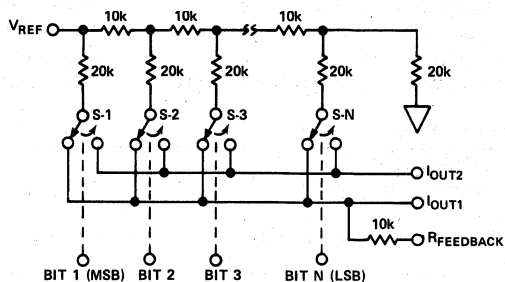 10k 10k 10k
VREF
20k 20k 20k 20k 20k
S-1 S-2 S-3 S-N
IOUT2
IOUT1
10k
RFEEDBACK
BIT 1 (MSB) BIT 2 BIT 3 BIT N (LSB)